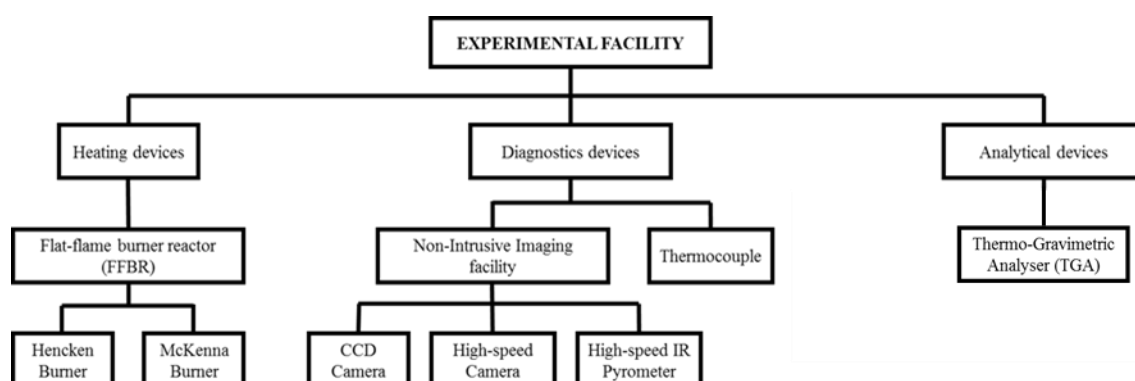 EXPERIMENTAL FACILITY
Heating devices
Diagnostics devices
Analytical devices
Flat-flame burner reactor
(FFBR)
Non-Intrusive Imaging
facility
Thermocouple
Thermo-Gravimetric
Analyser (TGA)
Hencken
Burner
McKenna
Burner
CCD
Camera
High-speed
Camera
High-speed IR
Pyrometer